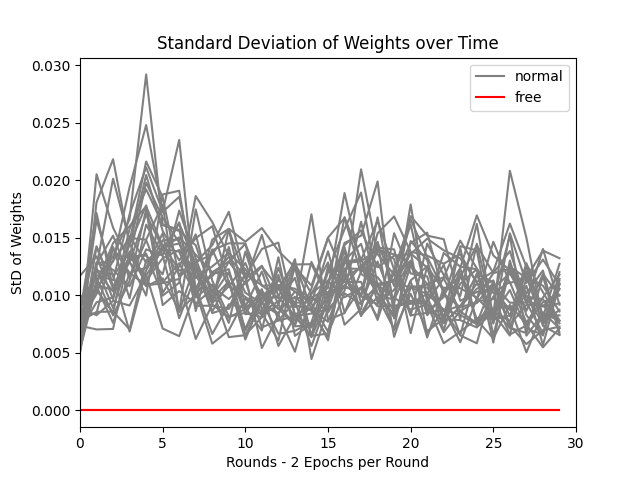 Standard Deviation of Weights over Time
0.030
0.025
0.020
0.015
0.010
0.005
0.000
StD of Weights
normal
free
0 5 10 15 20 25 30
Rounds - 2 Epochs per Round